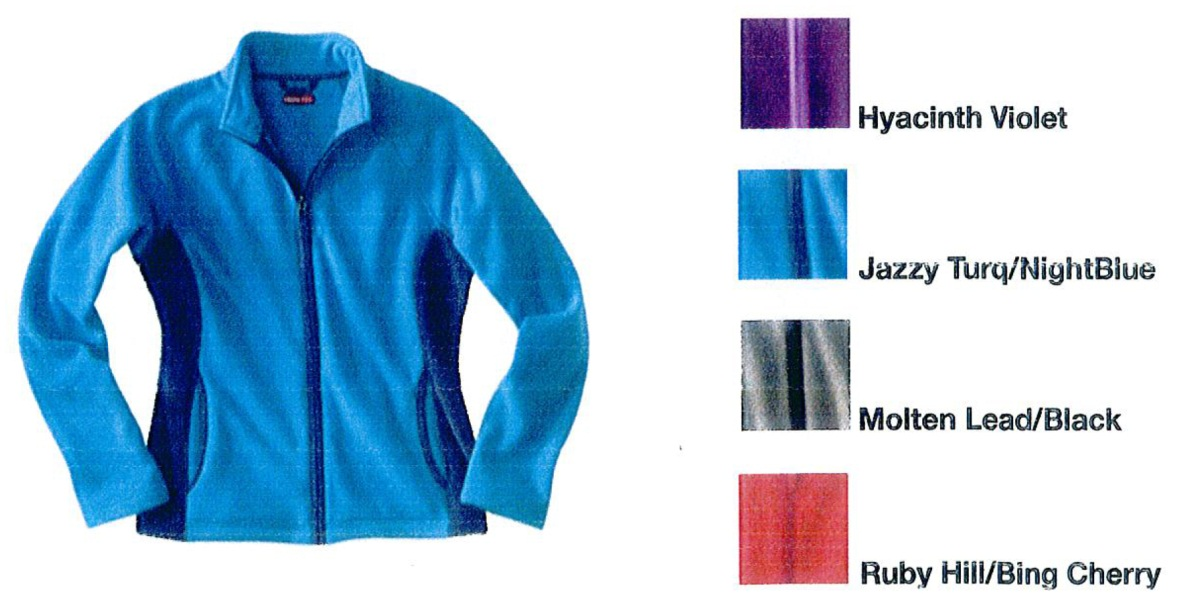 Hyacinth Violet
Jazzy Turq/NightBlue
Molten Lead/Black
Ruby Hill/Bing Cherry